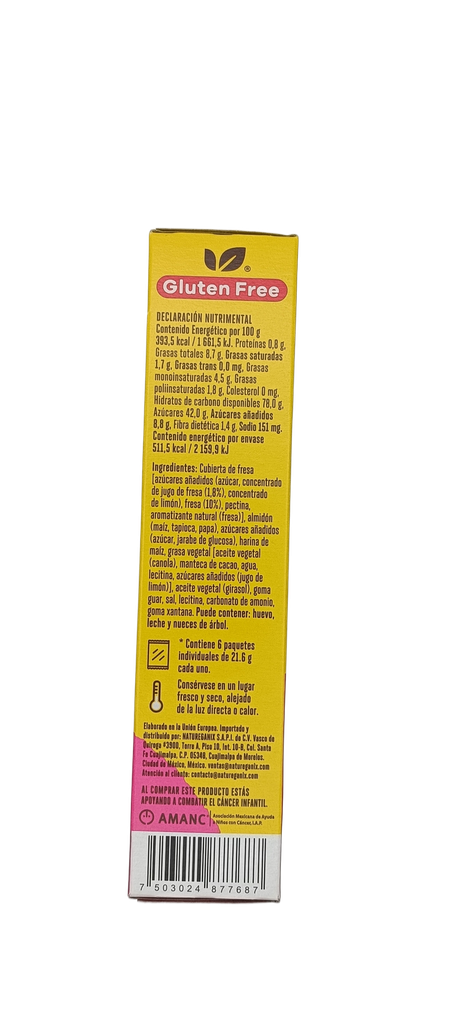 ®
Gluten Free
DECLARACIÓN NUTRIMENTAL
Contenido Energético por 100 g
393,5 kcal / 1 661,5 kJ. Proteínas 0,8 g,
Grasas totales 8,7 g, Grasas saturadas
1,7 g, Grasas trans 0,0 mg, Grasas
monoinsaturadas 4,5 g, Grasas
poliinsaturadas 1,8 g, Colesterol 0 mg,
Hidratos de carbono disponibles 78,0 g,
Azúcares 42,0 g, Azúcares añadidos
8,8 g, Fibra dietética 1,4 g, Sodio 151 mg.
Contenido energético por envase
511,5 kcal / 2 159,9 kJ
Ingredientes: Cubierta de fresa
[azúcares añadidos (azúcar, concentrado
de jugo de fresa (1,8%), concentrado
de limón), fresa (10%), pectina,
aromatizante natural (fresa)], almidón
(maíz, tapioca, papa), azúcares añadidos
(azúcar, jarabe de glucosa), harina de
maíz, grasa vegetal [aceite vegetal
(canola), manteca de cacao, agua,
lecitina, azúcares añadidos (jugo de
limón)], aceite vegetal (girasol), goma
guar, sal, lecitina, carbonato de amonio,
goma xantana. Puede contener: huevo,
leche y nueces de árbol.
* Contiene 6 paquetes
individuales de 21.6 g
cada uno.
Consérvese en un lugar
fresco y seco, alejado
de la luz directa o calor.
Elaborado en la Unión Europea. Importado y
distribuido por: NATUREGANIX S.A.P.I. de C.V. Vasco de
Quiroga #3900, Torre A, Piso 10, Int. 10-B, Col. Santa
Fe Cuajimalpa, C.P. 05348, Cuajimalpa de Morelos.
Ciudad de México, México. ventas@natureganix.com
Atención al cliente: contacto@natureganix.com
AL COMPRAR ESTE PRODUCTO ESTÁS
APOYANDO A COMBATIR EL CÁNCER INFANTIL.
AMANC
Asociación Mexicana de Ayuda
a Niños con Cáncer, I.A.P.
7 503024 877687